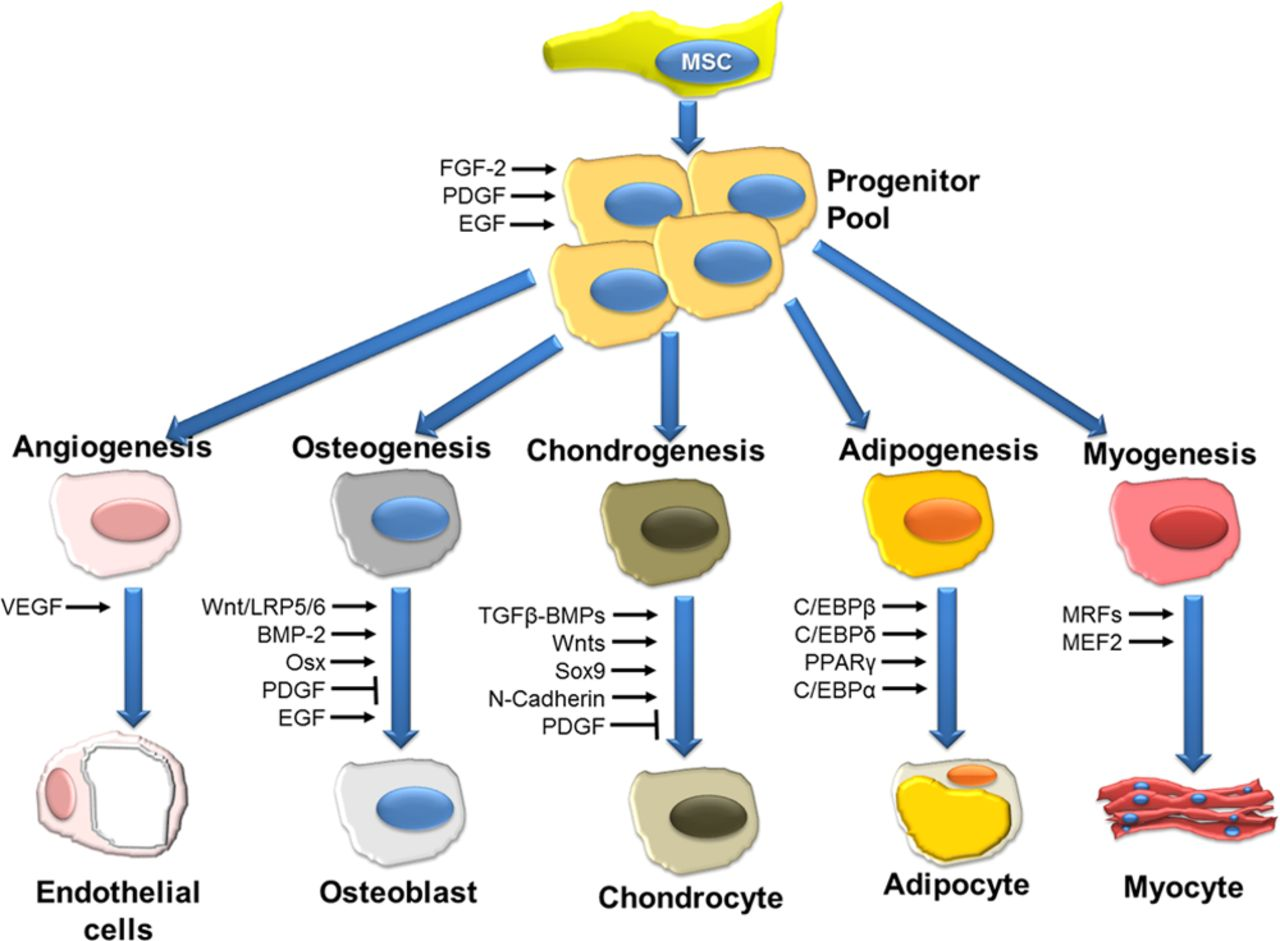 MSC
FGF-2
PDGF
EGF
Progenitor
Pool
Angiogenesis
Osteogenesis
Chondrogenesis
Adipogenesis
Myogenesis
VEGF
Wnt/LRP5/6
BMP-2
Osx
PDGF
EGF
TGFβ-BMPs
Wnts
Sox9
N-Cadherin
PDGF
C/EBPβ
C/EBPδ
PPARγ
C/EBPα
MRFs
MEF2
Endothelial
cells
Osteoblast
Chondrocyte
Adipocyte
Myocyte